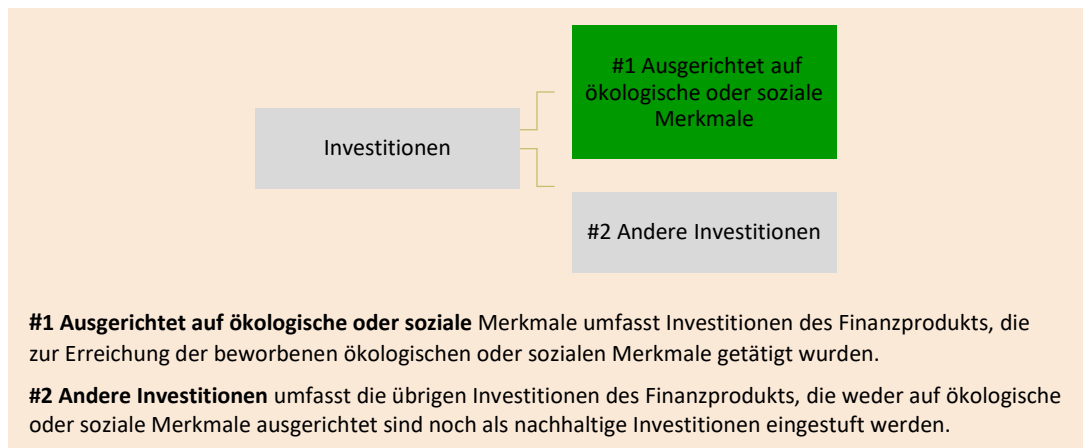 #1 Ausgerichtet auf
ökologische oder soziale
Merkmale
Investitionen
#2 Andere Investitionen
#1 Ausgerichtet auf ökologische oder soziale Merkmale umfasst Investitionen des Finanzprodukts, die
zur Erreichung der beworbenen ökologischen oder sozialen Merkmale getätigt wurden.
#2 Andere Investitionen umfasst die übrigen Investitionen des Finanzprodukts, die weder auf ökologische
oder soziale Merkmale ausgerichtet sind noch als nachhaltige Investitionen eingestuft werden.